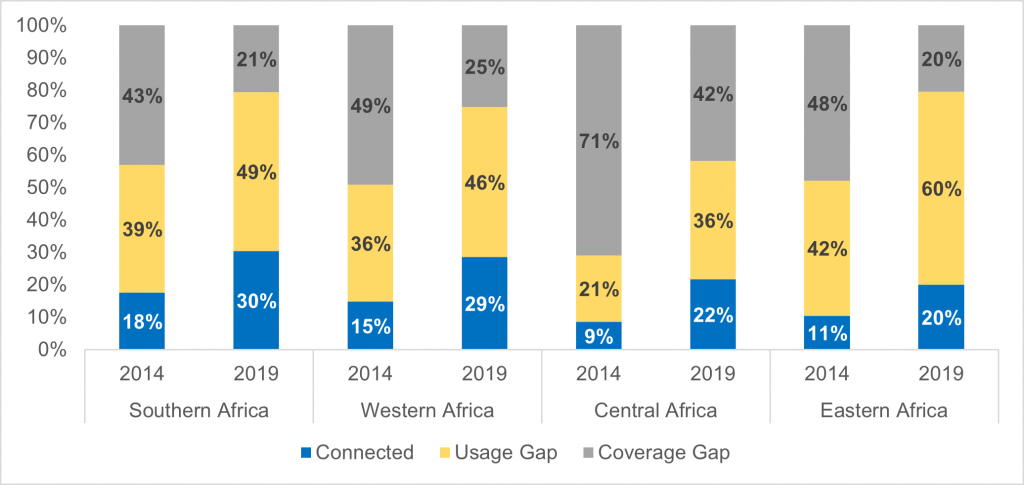 100%
90%
80%
70%
60%
50%
40%
30%
20%
10%
0%
43% 21% 49% 25% 71% 42% 48% 20%
39% 49% 36% 46% 21% 36% 42% 60%
18% 30% 15% 29% 9% 22% 11% 20%
2014 2019 2014 2019 2014 2019 2014 2019
Southern Africa Western Africa Central Africa Eastern Africa
Connected Usage Gap Coverage Gap